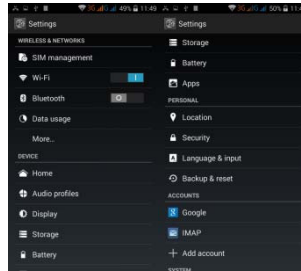 49% 11:49
Settings
WIRELESS & NETWORKS
SIM management
Wi-Fi
Bluetooth
Data usage
More...
DEVICE
Home
Audio profiles
Display
Storage
Battery
50%
Settings
Storage
Battery
Apps
PERSONAL
Location
Security
Language & input
Backup & reset
ACCOUNTS
Google
IMAP
Add account
SYSTEM